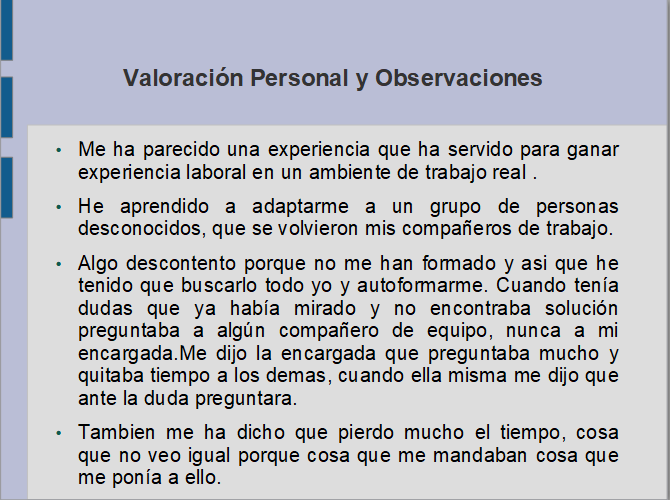 Valoración Personal y Observaciones
• Me ha parecido una experiencia que ha servido para ganar
experiencia laboral en un ambiente de trabajo real .
• He aprendido a adaptarme a un grupo de personas
desconocidos, que se volvieron mis compañeros de trabajo.
• Algo descontento porque no me han formado y asi que he
tenido que buscarlo todo yo y autoformarme. Cuando tenía
dudas que ya había mirado y no encontraba solución
preguntaba a algún compañero de equipo, nunca a mi
encargada.Me dijo la encargada que preguntaba mucho y
quitaba tiempo a los demas, cuando ella misma me dijo que
ante la duda preguntara.
• Tambien me ha dicho que pierdo mucho el tiempo, cosa
que no veo igual porque cosa que me mandaban cosa que
me ponía a ello.